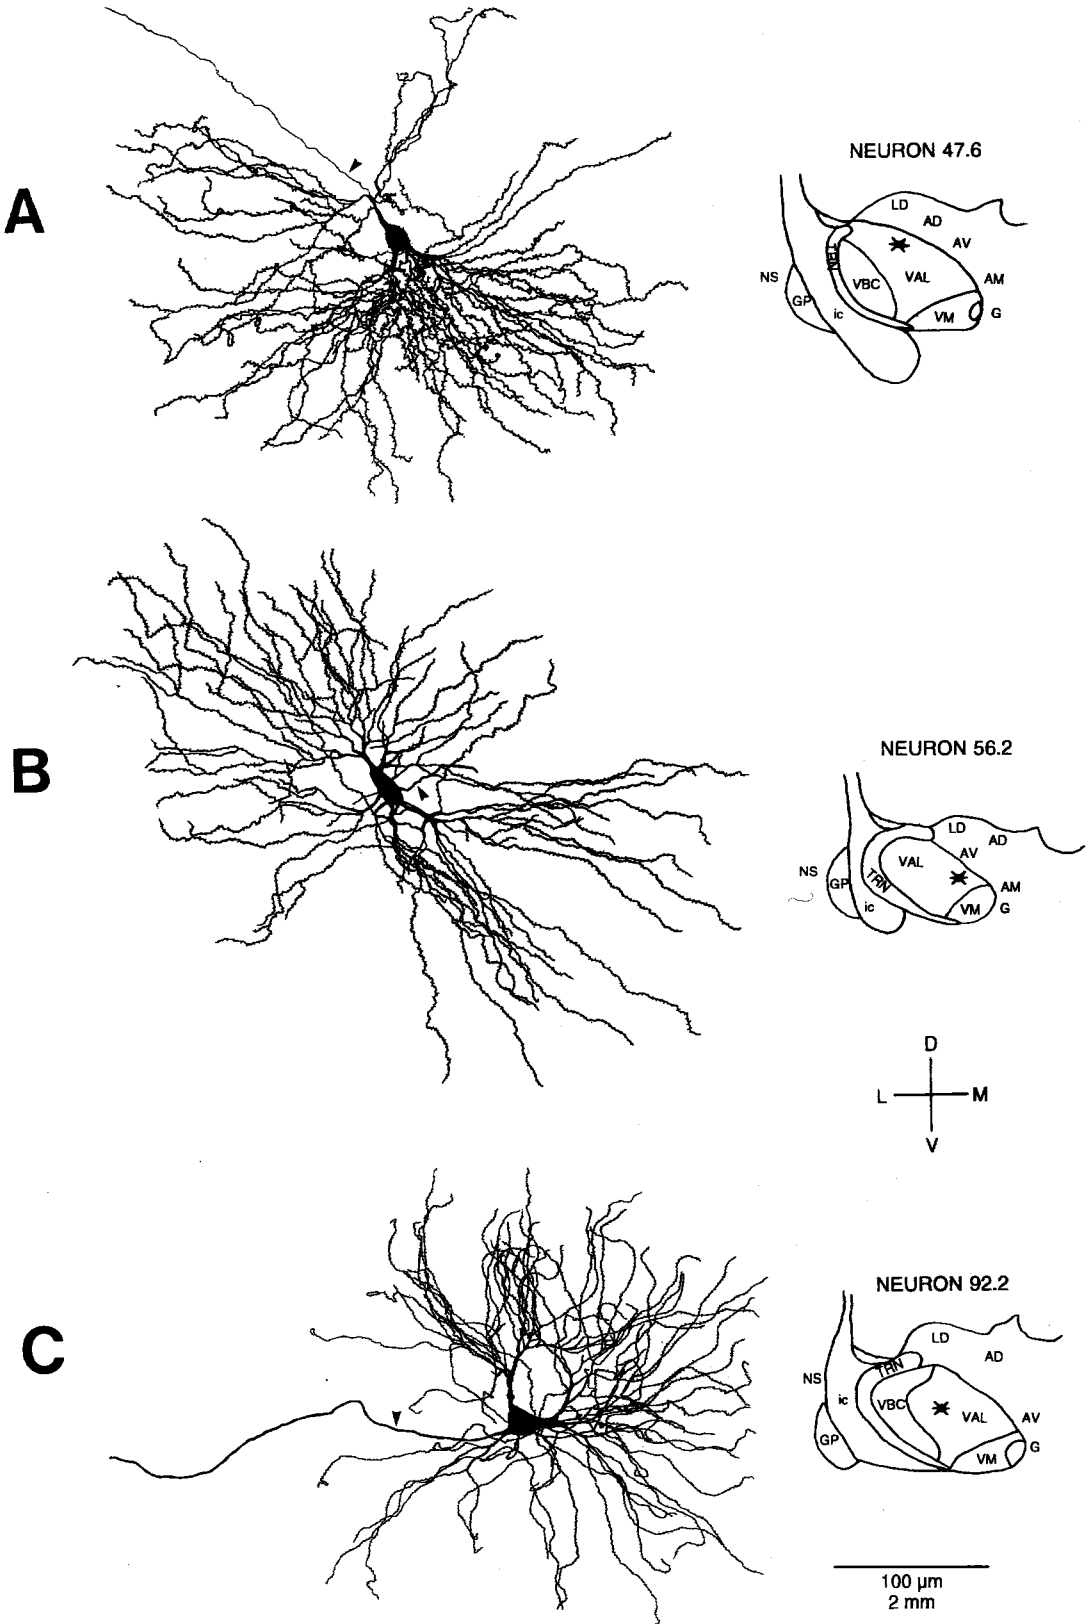 A
NEURON 47.6
LD
AD
AV
TRN
VBC
VAL
NS
AM
GP
ic
VM
G
B
NEURON 56.2
LD
AD
VAL
AV
NS
GP
TRN
AM
ic
VM
G
D
L
M
V
C
NEURON 92.2
LD
TRN
AD
NS
ic
VBC
VAL
AV
GP
G
VM
100 µm
2 mm